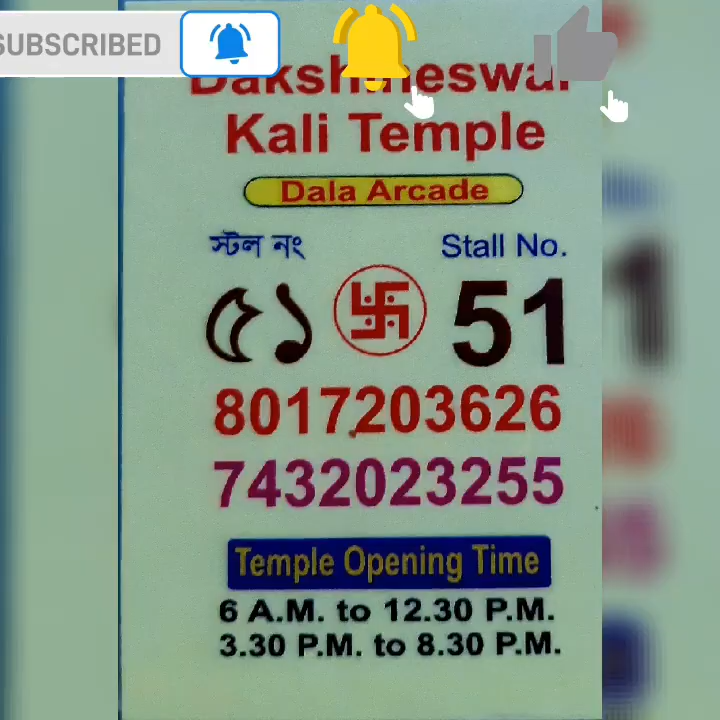 SUBSCRIBED
Dakshineswar
Kali Temple
Dala Arcade
স্টল নং Stall No.
৫১ 51
8017203626
7432023255
Temple Opening Time
6 A.M. to 12.30 P.M.
3.30 P.M. to 8.30 P.M.